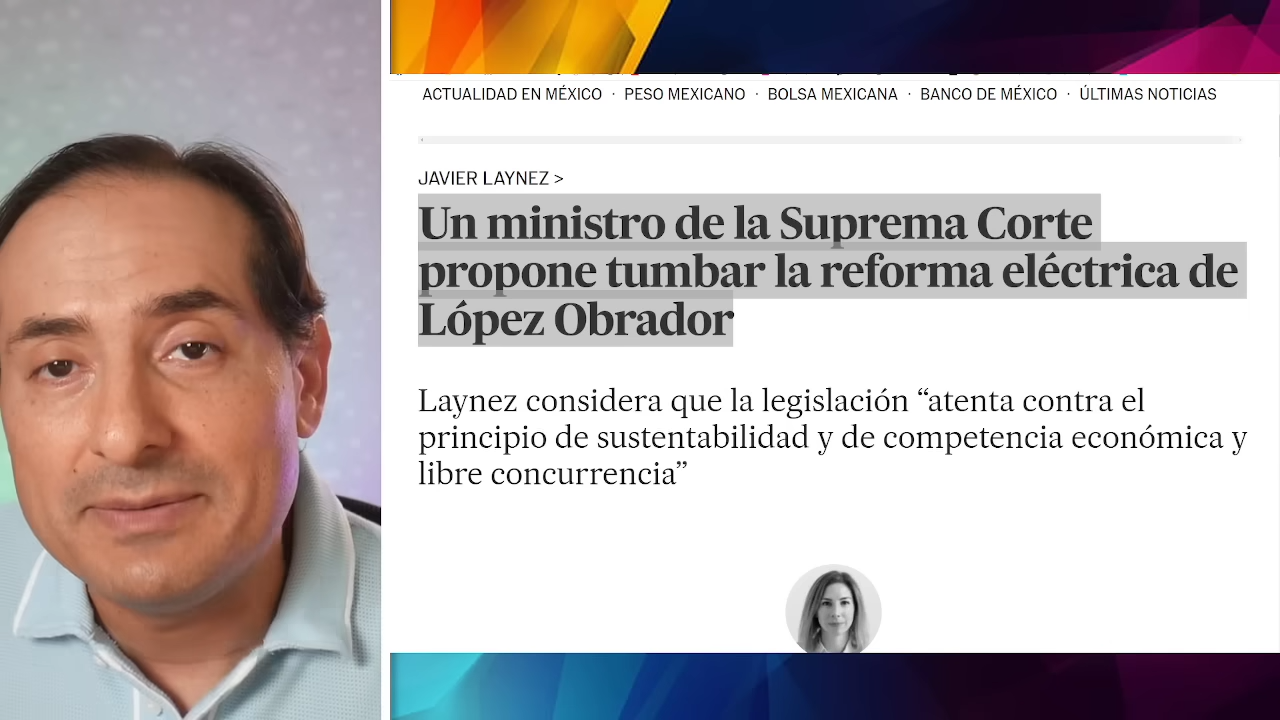 ACTUALIDAD EN MÉXICO · PESO MEXICANO · BOLSA MEXICANA · BANCO DE MÉXICO · ÚLTIMAS NOTICIAS
JAVIER LAYNEZ >
Un ministro de la Suprema Corte
propone tumbar la reforma eléctrica de
López Obrador
Laynez considera que la legislación “atenta contra el
principio de sustentabilidad y de competencia económica y
libre concurrencia”